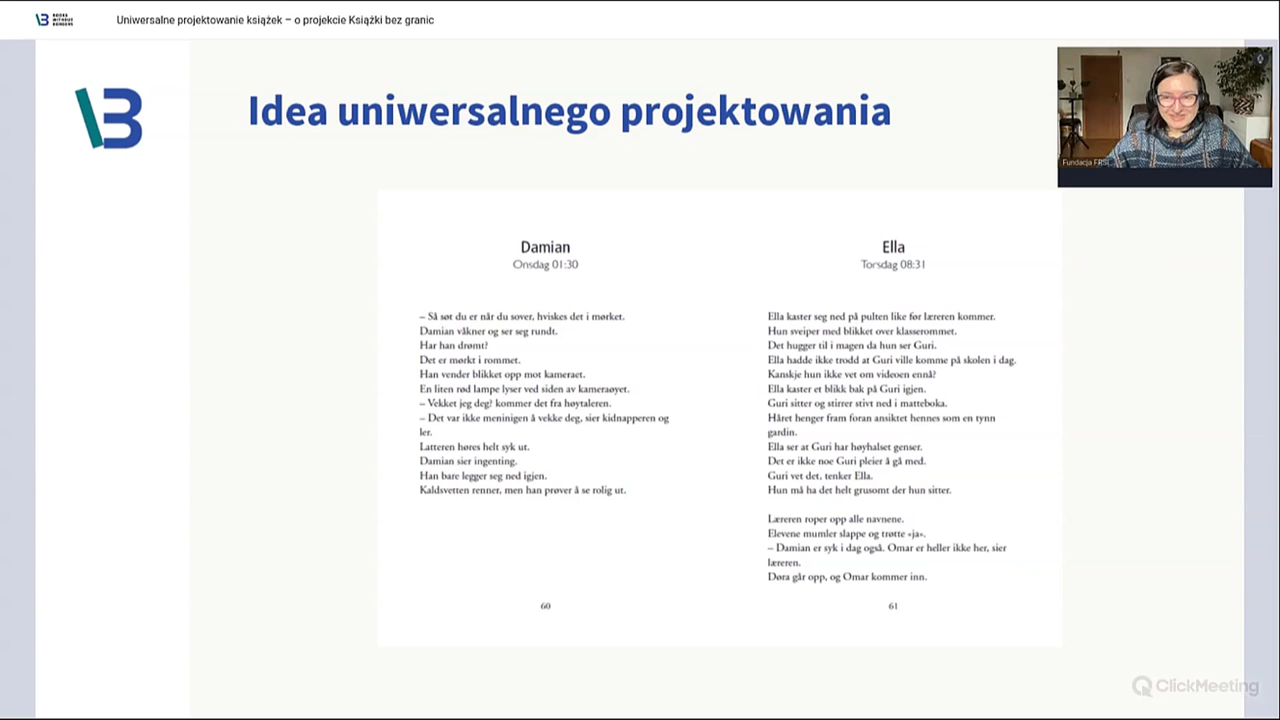 BOOKS
WITHOUT
BORDERS
Uniwersalne projektowanie książek – o projekcie Książki bez granic
Idea uniwersalnego projektowania
Fundacja FRSI
Damian
Onsdag 01:30
– Så søt du er når du sover, hviskes det i mørket.
Damian våkner og ser seg rundt.
Har han drømt?
Det er mørkt i rommet.
Han vender blikket opp mot kameraet.
En liten rød lampe lyser ved siden av kameraøyet.
– Vekket jeg deg? kommer det fra høytaleren.
– Det var ikke meninigen å vekke deg, sier kidnapperen og
ler.
Latteren høres helt syk ut.
Damian sier ingenting.
Han bare legger seg ned igjen.
Kaldsvetten renner, men han prøver å se rolig ut.
60
Ella
Torsdag 08:31
Ella kaster seg ned på pulten like før læreren kommer.
Hun sveiper med blikket over klasserommet.
Det hugger til i magen da hun ser Guri.
Ella hadde ikke trodd at Guri ville komme på skolen i dag.
Kanskje hun ikke vet om videoen ennå?
Ella kaster et blikk bak på Guri igjen.
Guri sitter og stirrer stivt ned i matteboka.
Håret henger fram foran ansiktet hennes som en tynn
gardin.
Ella ser at Guri har høyhalset genser.
Det er ikke noe Guri pleier å gå med.
Guri vet det, tenker Ella.
Hun må ha det helt grusomt der hun sitter.
Læreren roper opp alle navnene.
Elevene mumler slappe og trøtte «ja».
– Damian er syk i dag også. Omar er heller ikke her, sier
læreren.
Døra går opp, og Omar kommer inn.
61
ClickMeeting